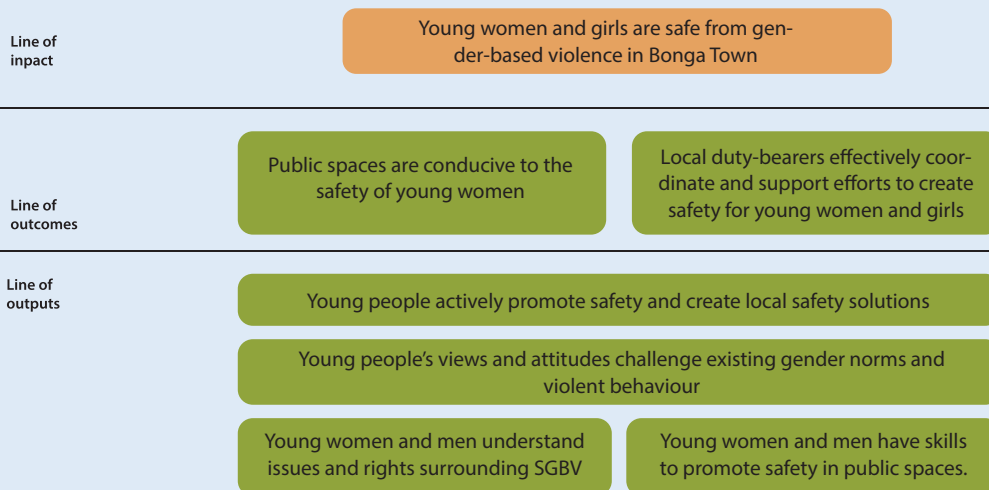 Line of
inpact
Young women and girls are safe from gen-
der-based violence in Bonga Town
Line of
outcomes
Public spaces are conducive to the
safety of young women
Local duty-bearers effectively coor-
dinate and support efforts to create
safety for young women and girls
Line of
outputs
Young people actively promote safety and create local safety solutions
Young people’s views and attitudes challenge existing gender norms and
violent behaviour
Young women and men understand
issues and rights surrounding SGBV
Young women and men have skills
to promote safety in public spaces.